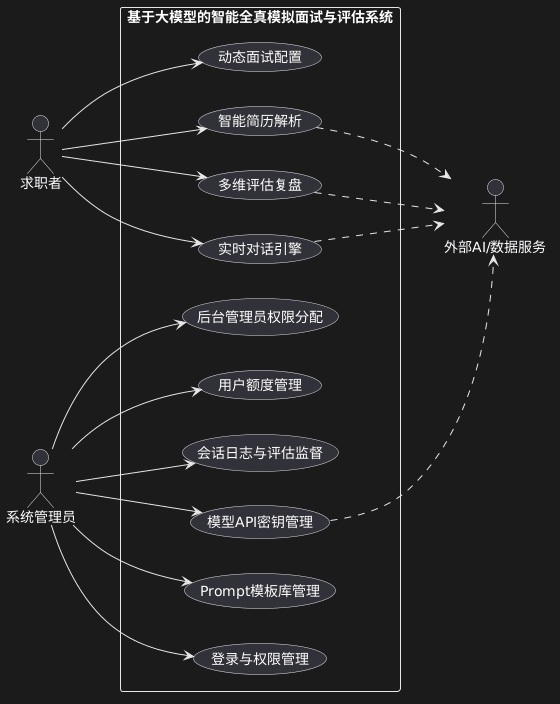 基于大模型的智能全真模拟面试与评估系统
动态面试配置
智能简历解析
求职者
多维评估复盘
外部AI/数据服务
实时对话引擎
后台管理员权限分配
用户额度管理
会话日志与评估监督
系统管理员
模型API密钥管理
Prompt模板库管理
登录与权限管理